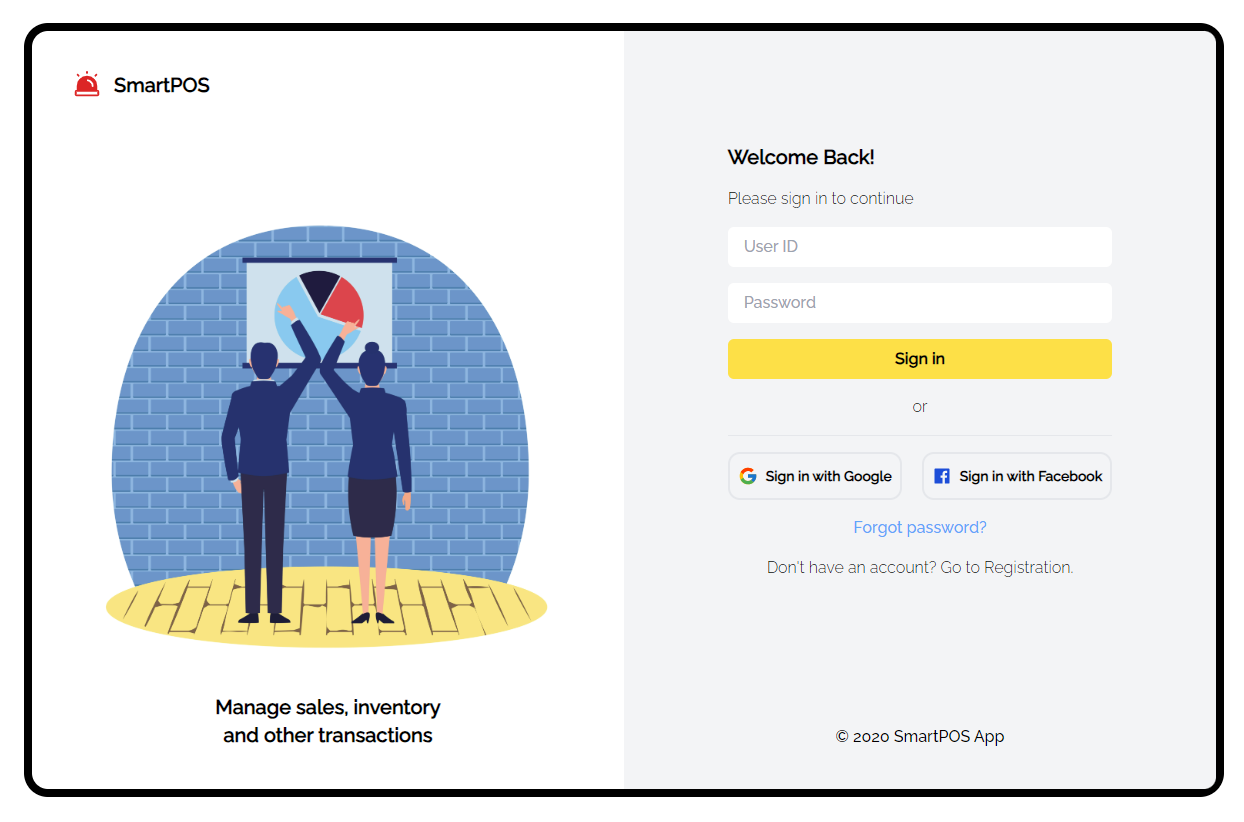 SmartPOS
Manage sales, inventory
and other transactions
Welcome Back!
Please sign in to continue
User ID
Password
Sign in
or
Sign in with Google
Sign in with Facebook
Forgot password?
Don't have an account? Go to Registration.
© 2020 SmartPOS App